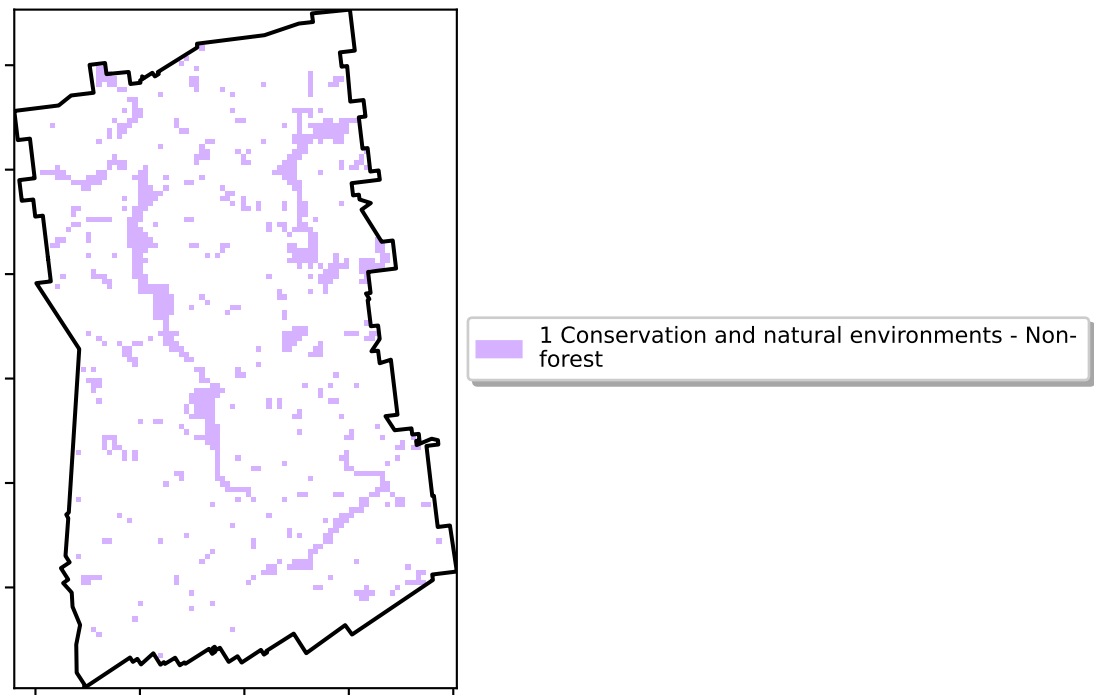 1 Conservation and natural environments - Non-
forest